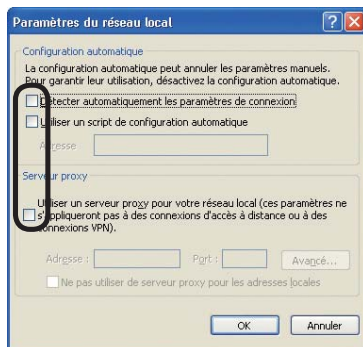 Paramètres du réseau local
Configuration automatique
La configuration automatique peut annuler les paramètres manuels.
Pour garantir leur utilisation, désactivez la configuration automatique.
Détecter automatiquement les paramètres de connexion
Utiliser un script de configuration automatique
Adresse
Serveur proxy
Utiliser un serveur proxy pour votre réseau local (ces paramètres ne
s'appliqueront pas à des connexions d'accès à distance ou à des
connexions VPN).
Adresse : Port : Avancé...
Ne pas utiliser de serveur proxy pour les adresses locales
OK Annuler